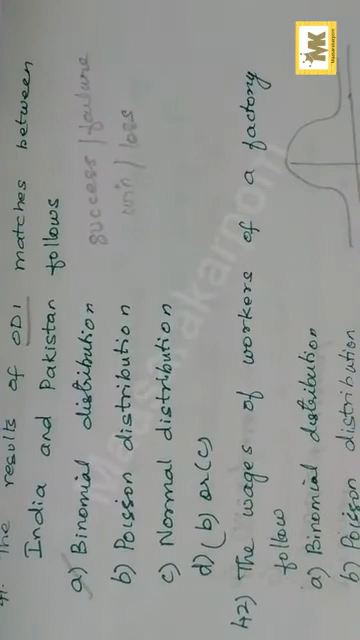 41. The results of ODI matches between
India and Pakistan follows
a) Binomial distribution success / failure
b) Poisson distribution win / loss
c) Normal distribution
d) (b) or (c)
42) The wages of workers of a factory
follow
a) Binomial distribution
b) Poisson distribution
MK